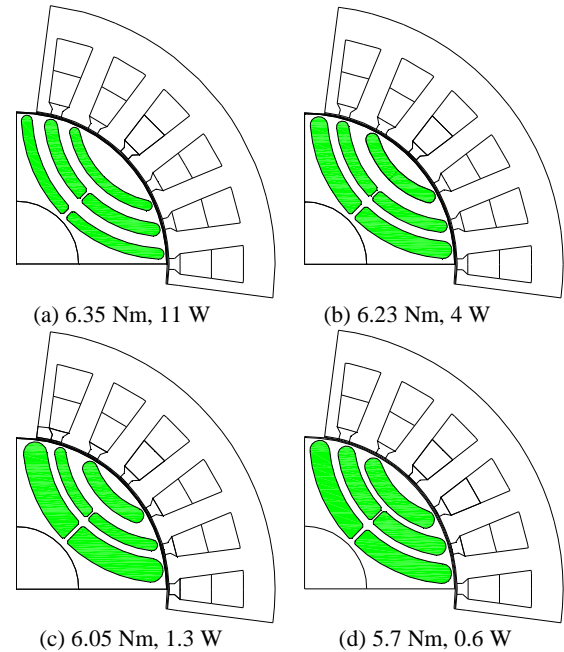 (a) 6.35 Nm, 11 W
(b) 6.23 Nm, 4 W
(c) 6.05 Nm, 1.3 W
(d) 5.7 Nm, 0.6 W